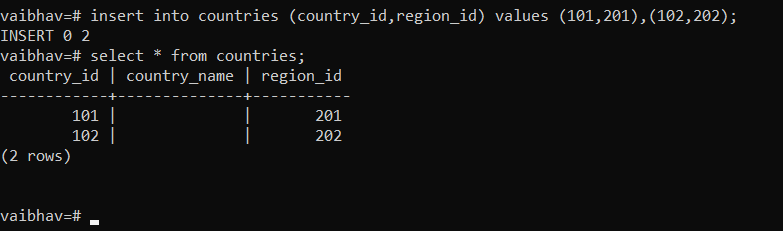 vaibhav=# insert into countries (country_id,region_id) values (101,201),(102,202);
INSERT 0 2
vaibhav=# select * from countries;
 country_id | country_name | region_id
------------+--------------+-----------
        101 |              |       201
        102 |              |       202
(2 rows)
vaibhav=#